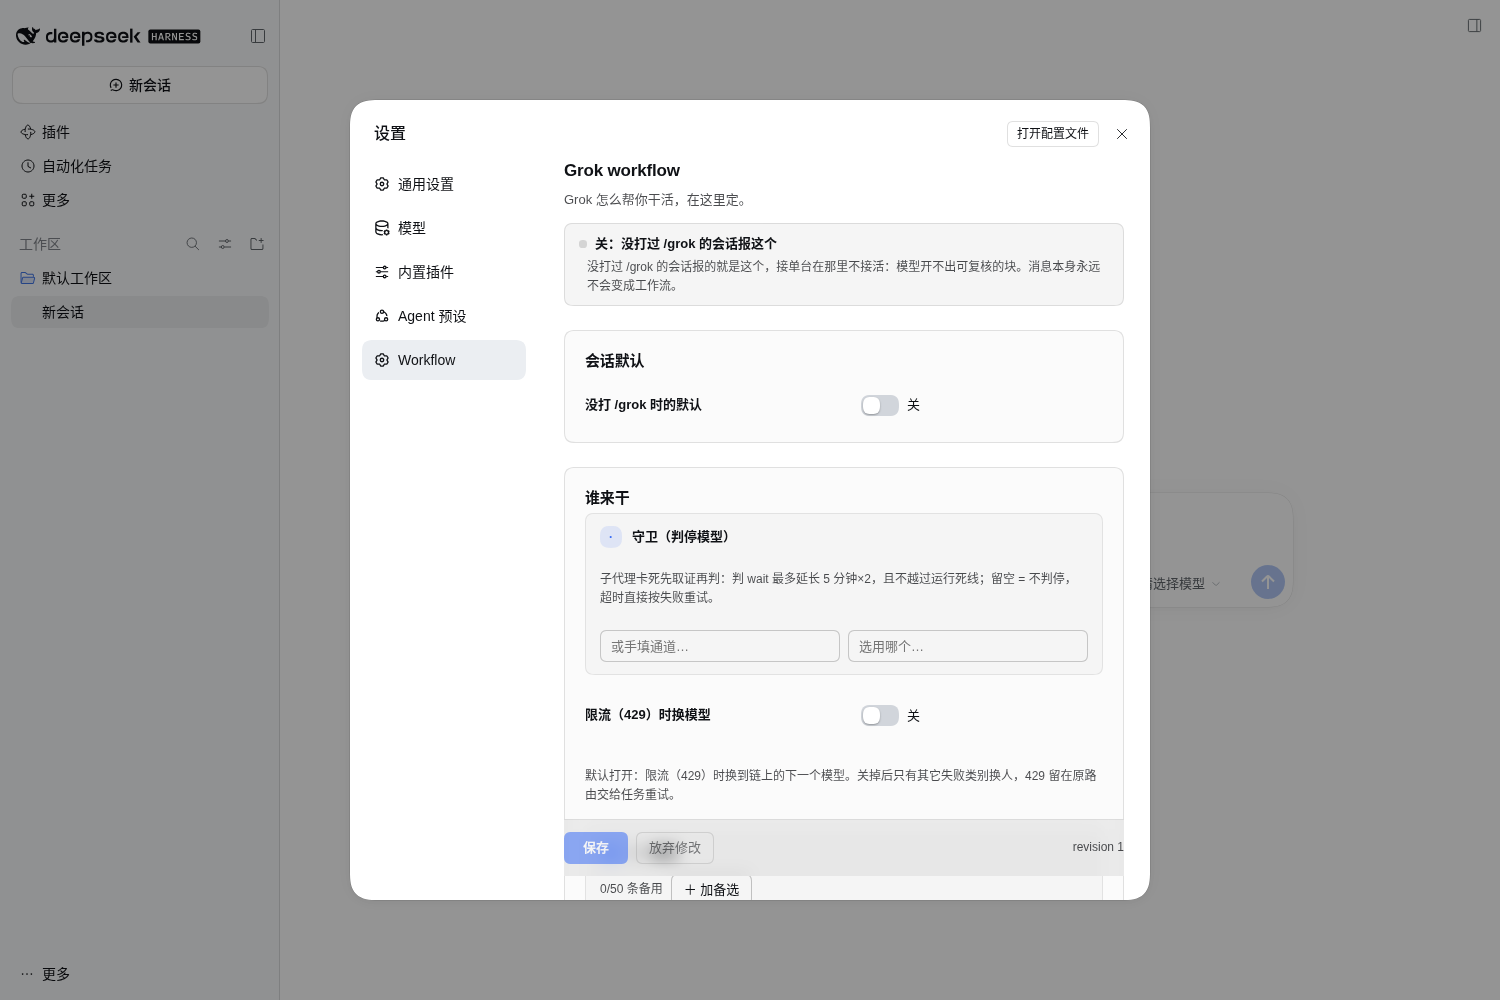 deepseek HARNESS
新会话
插件
自动化任务
更多
工作区
默认工作区
新会话
更多
设置
打开配置文件
通用设置
模型
内置插件
Agent 预设
Workflow
Grok workflow
Grok 怎么帮你干活，在这里定。
关：没打过 /grok 的会话报这个
没打过 /grok 的会话报的就是这个，接单台在那里不接活：模型开不出可复核的块。消息本身永远
不会变成工作流。
会话默认
没打 /grok 时的默认
关
谁来干
守卫（判停模型）
子代理卡死先取证再判：判 wait 最多延长 5 分钟×2，且不越过运行死线；留空 = 不判停，
超时直接按失败重试。
或手填通道…
选用哪个…
限流（429）时换模型
关
默认打开：限流（429）时换到链上的下一个模型。关掉后只有其它失败类别换人，429 留在原路
由交给任务重试。
保存
放弃修改
revision 1
0/50 条备用
加备选
选择模型